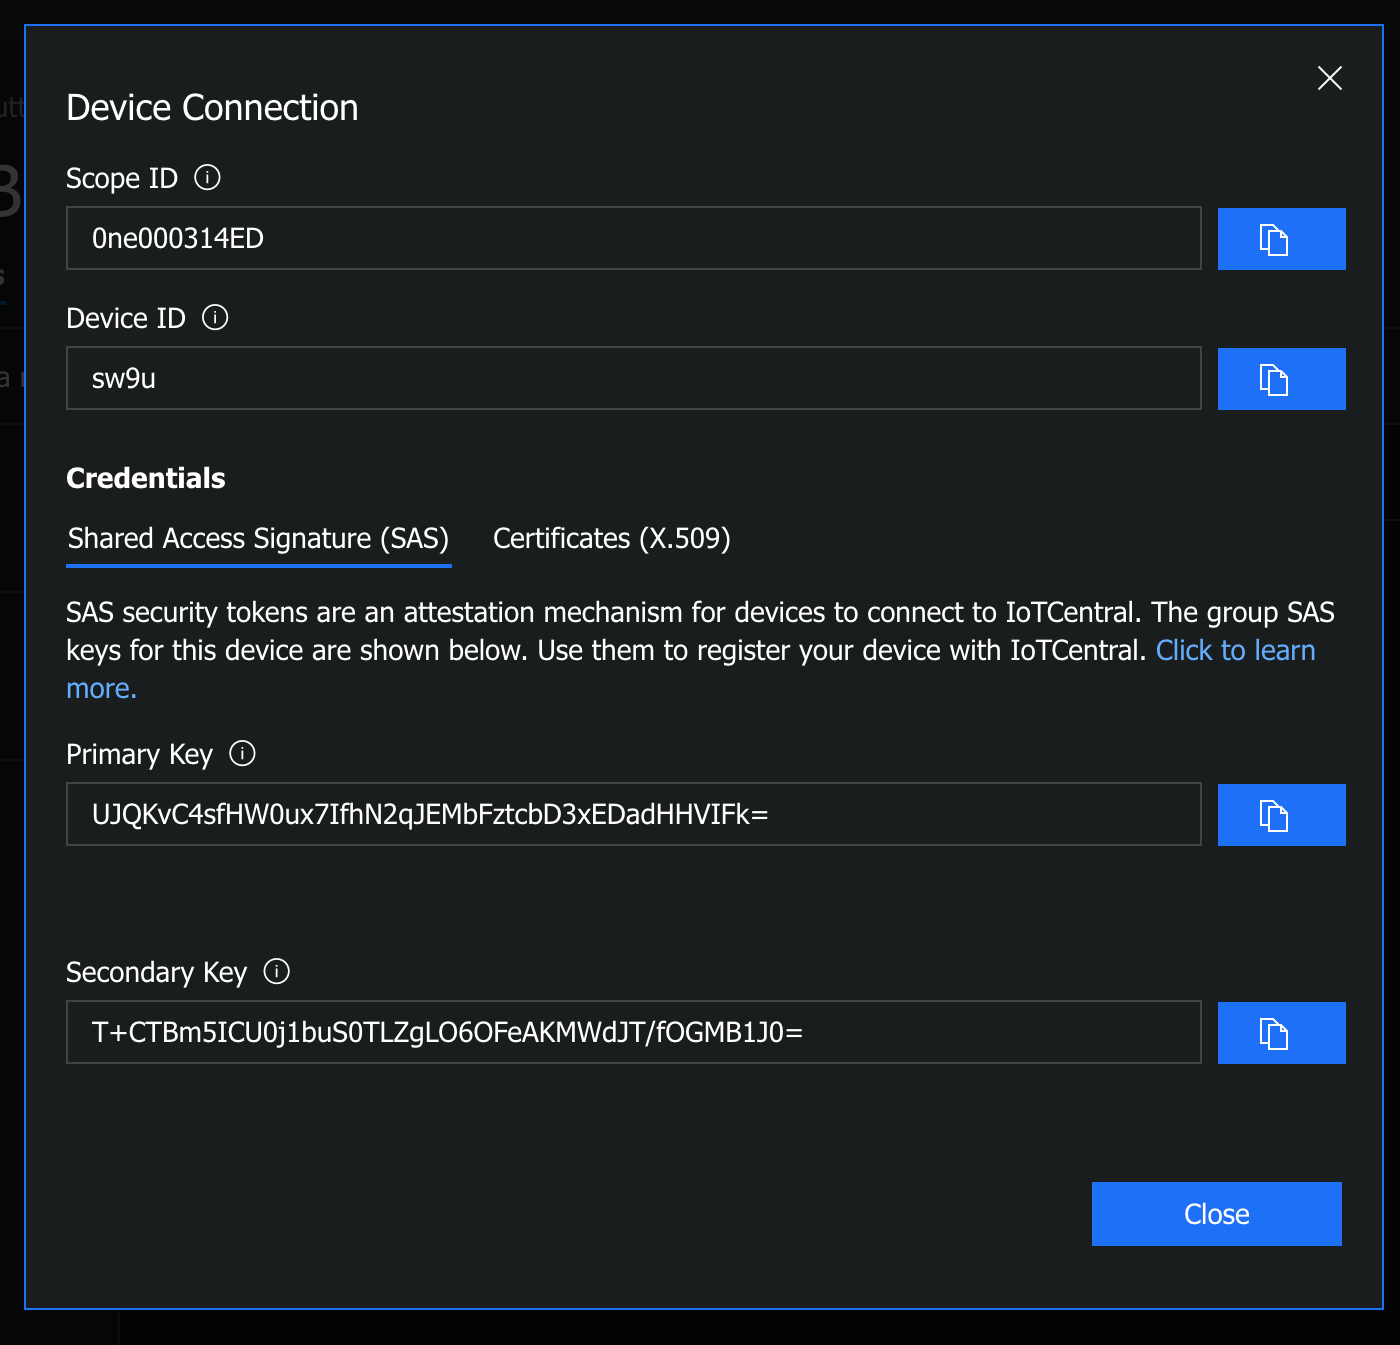 Device Connection
Scope ID
0ne000314ED
Device ID
sw9u
Credentials
Shared Access Signature (SAS) Certificates (X.509)
SAS security tokens are an attestation mechanism for devices to connect to IoTCentral. The group SAS
keys for this device are shown below. Use them to register your device with IoTCentral. Click to learn
more.
Primary Key
UJQKvC4sfHW0ux7IfhN2qJEMbFztcbD3xEDadHHVIFk=
Secondary Key
T+CTBm5ICU0j1buS0TLZgLO6OFeAKMWdJT/fOGMB1J0=
Close